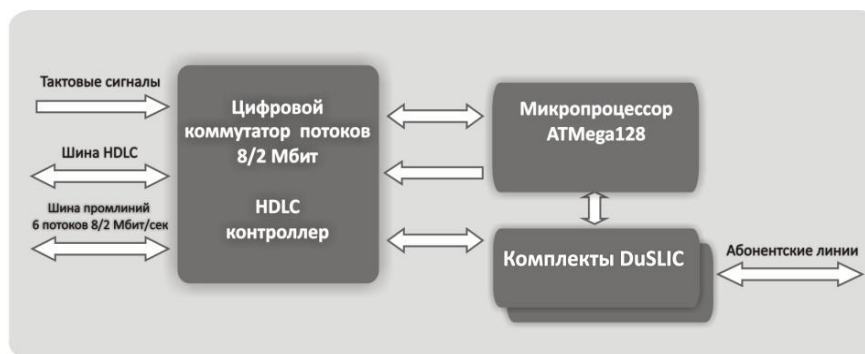 Тактовые сигналы
Шина HDLC
Шина промлиний
6 потоков 8/2 Мбит/сек
Цифровой
коммутатор потоков
8/2 Мбит
HDLC
контроллер
Микропроцессор
ATMega128
Комплекты DuSLIC
Абонентские линии